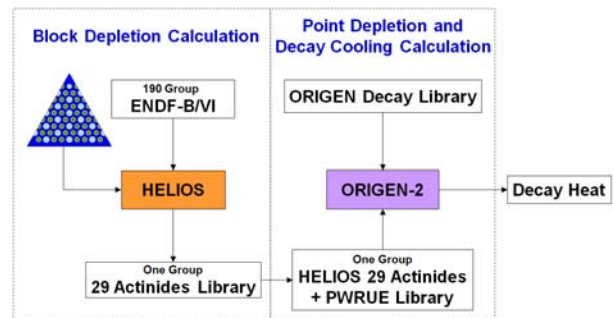 Block Depletion Calculation
Point Depletion and
Decay Cooling Calculation
190 Group
ENDF-B/VI
ORIGEN Decay Library
HELIOS
ORIGEN-2
Decay Heat
One Group
29 Actinides Library
One Group
HELIOS 29 Actinides
+ PWRUE Library